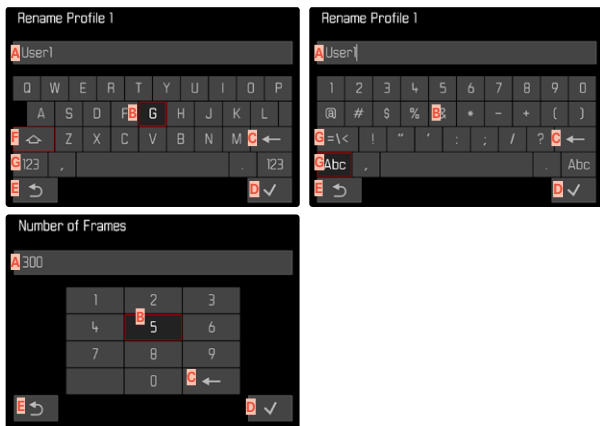 Rename Profile 1
A User1
Q W E R T Y U I O P
A S D F B G H J K L
F Z X C V B N M C ←
G 123 , . 123
E D ✓
Rename Profile 1
A User1
1 2 3 4 5 6 7 8 9 0
@ # $ % B & * - + ( )
G =\< ! " ' : ; / ? C ←
G Abc , . Abc
E D ✓
Number of Frames
A 300
1 2 3
4 B 5 6
7 8 9
0 C ←
E D ✓